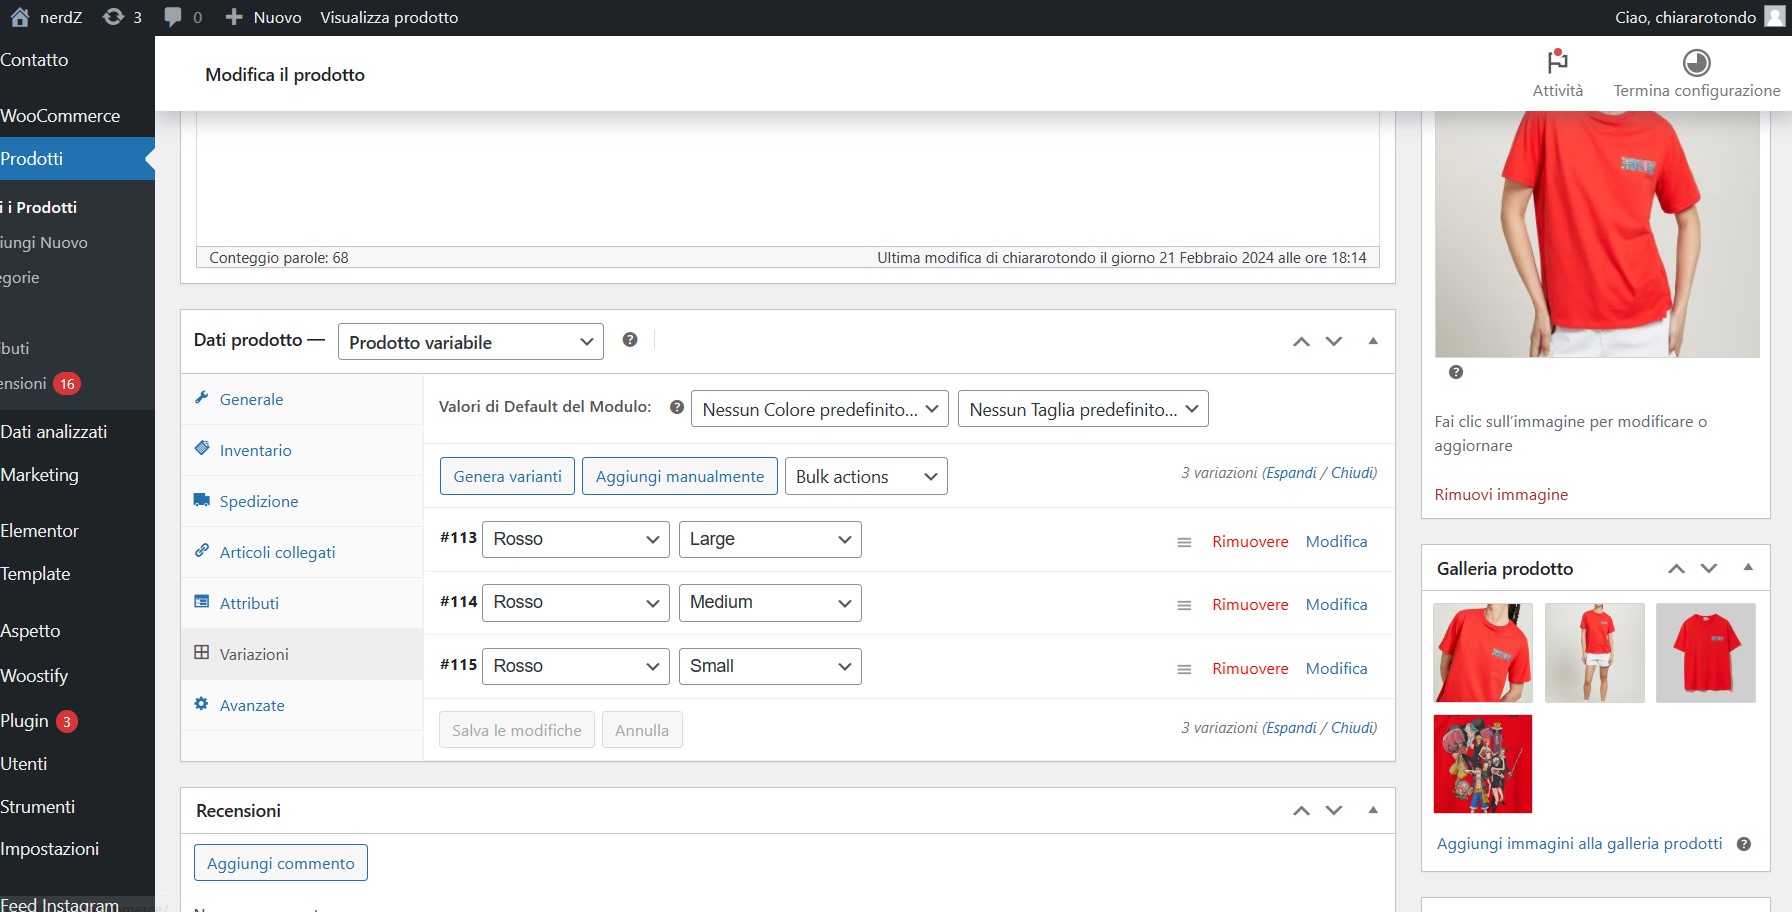 nerdZ 3 0 Nuovo Visualizza prodotto Ciao, chiararotondo
Contatto
WooCommerce
Prodotti
i i Prodotti
iungi Nuovo
egorie
ibuti
ensioni 16
Dati analizzati
Marketing
Elementor
Template
Aspetto
Woostify
Plugin 3
Utenti
Strumenti
Impostazioni
Feed Instagram
Modifica il prodotto
Attività
Termina configurazione
Conteggio parole: 68
Ultima modifica di chiararotondo il giorno 21 Febbraio 2024 alle ore 18:14
Dati prodotto — Prodotto variabile
Generale
Inventario
Spedizione
Articoli collegati
Attributi
Variazioni
Avanzate
Valori di Default del Modulo: Nessun Colore predefinito... Nessun Taglia predefinito...
Genera varianti Aggiungi manualmente Bulk actions 3 variazioni (Espandi / Chiudi)
#113 Rosso Large Rimuovere Modifica
#114 Rosso Medium Rimuovere Modifica
#115 Rosso Small Rimuovere Modifica
Salva le modifiche Annulla 3 variazioni (Espandi / Chiudi)
Recensioni
Aggiungi commento
Fai clic sull'immagine per modificare o
aggiornare
Rimuovi immagine
Galleria prodotto
Aggiungi immagini alla galleria prodotti